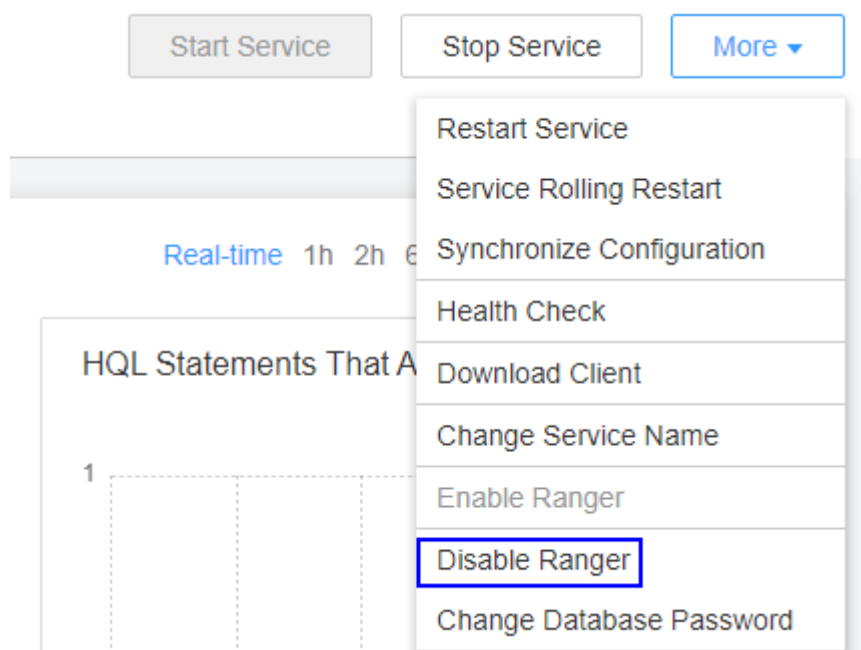 Start Service
Stop Service
More
Restart Service
Service Rolling Restart
Synchronize Configuration
Health Check
Download Client
Change Service Name
Enable Ranger
Disable Ranger
Change Database Password
Real-time 1h 2h 6
HQL Statements That A
1